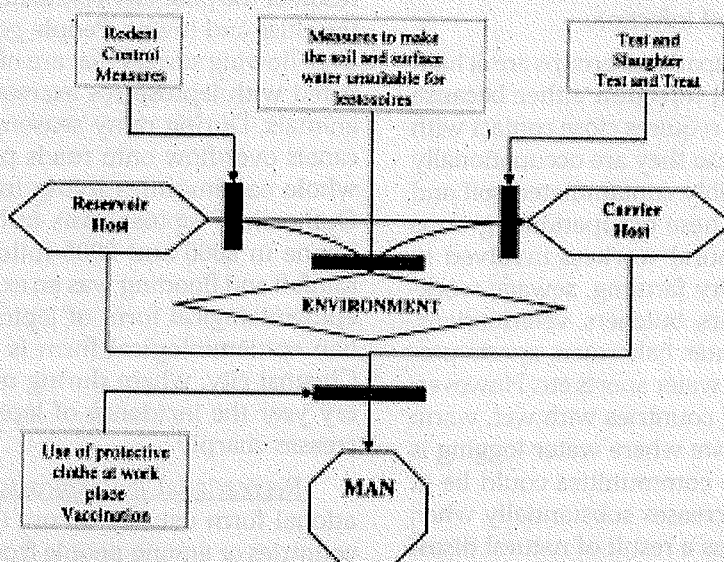 Rodent
Control
Measures
Measures to make
the soil and surface
water unsuitable for
leptospires
Test and
Slaughter
Test and Treat
Reservoir
Host
Carrier
Host
ENVIRONMENT
Use of protective
clothe at work
place
Vaccination
MAN